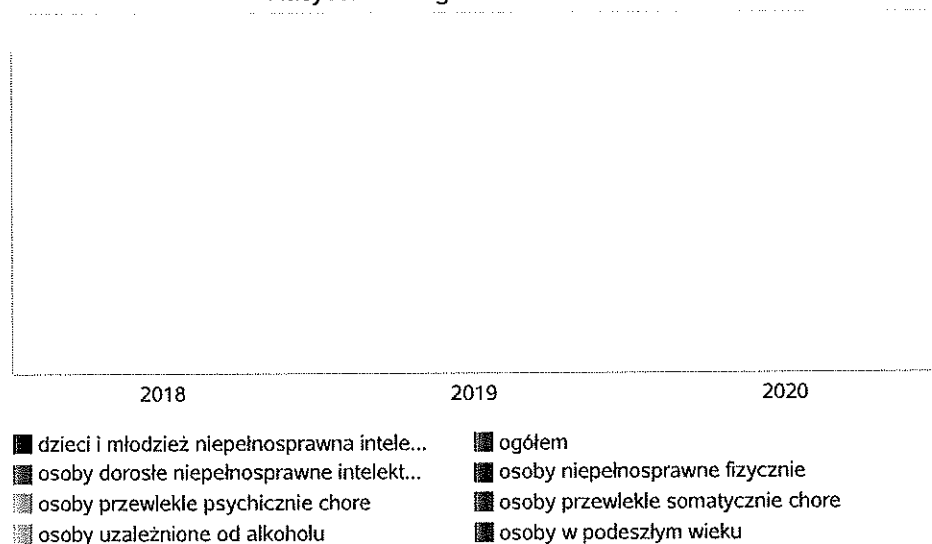 2018 2019 2020
dzieci i młodzież niepełnosprawna intele... ogółem
osoby dorosłe niepełnosprawne intelekt... osoby niepełnosprawne fizycznie
osoby przewlekle psychicznie chore osoby przewlekle somatycznie chore
osoby uzależnione od alkoholu osoby w podeszłym wieku